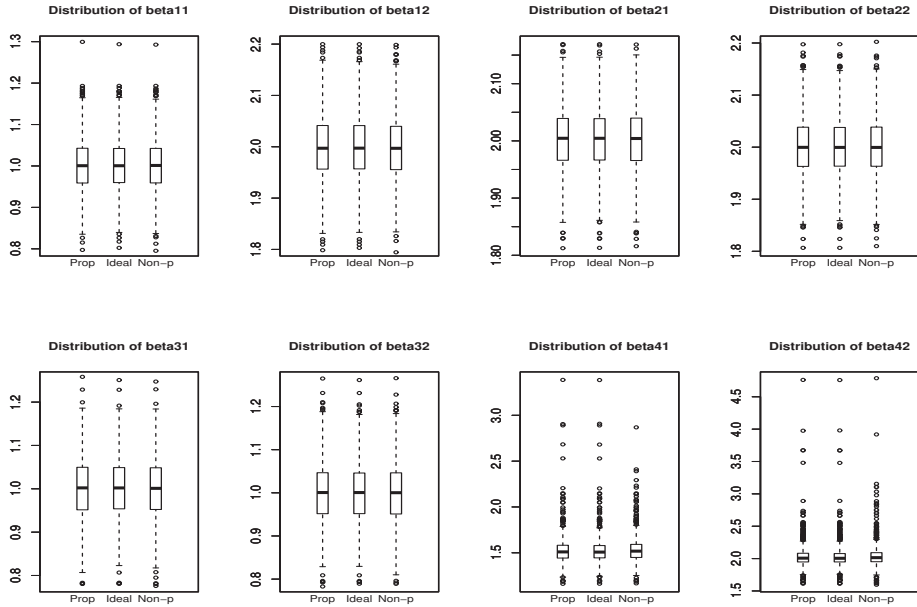 Distribution of beta11
Distribution of beta12
Distribution of beta21
Distribution of beta22
0.8 0.9 1.0 1.1 1.2 1.3
Prop Ideal Non−p
1.8 1.9 2.0 2.1 2.2
Prop Ideal Non−p
1.80 1.90 2.00 2.10
Prop Ideal Non−p
1.8 1.9 2.0 2.1 2.2
Prop Ideal Non−p
Distribution of beta31
Distribution of beta32
Distribution of beta41
Distribution of beta42
0.8 0.9 1.0 1.1 1.2
Prop Ideal Non−p
0.8 0.9 1.0 1.1 1.2
Prop Ideal Non−p
1.5 2.0 2.5 3.0
Prop Ideal Non−p
1.5 2.0 2.5 3.0 3.5 4.0 4.5
Prop Ideal Non−p